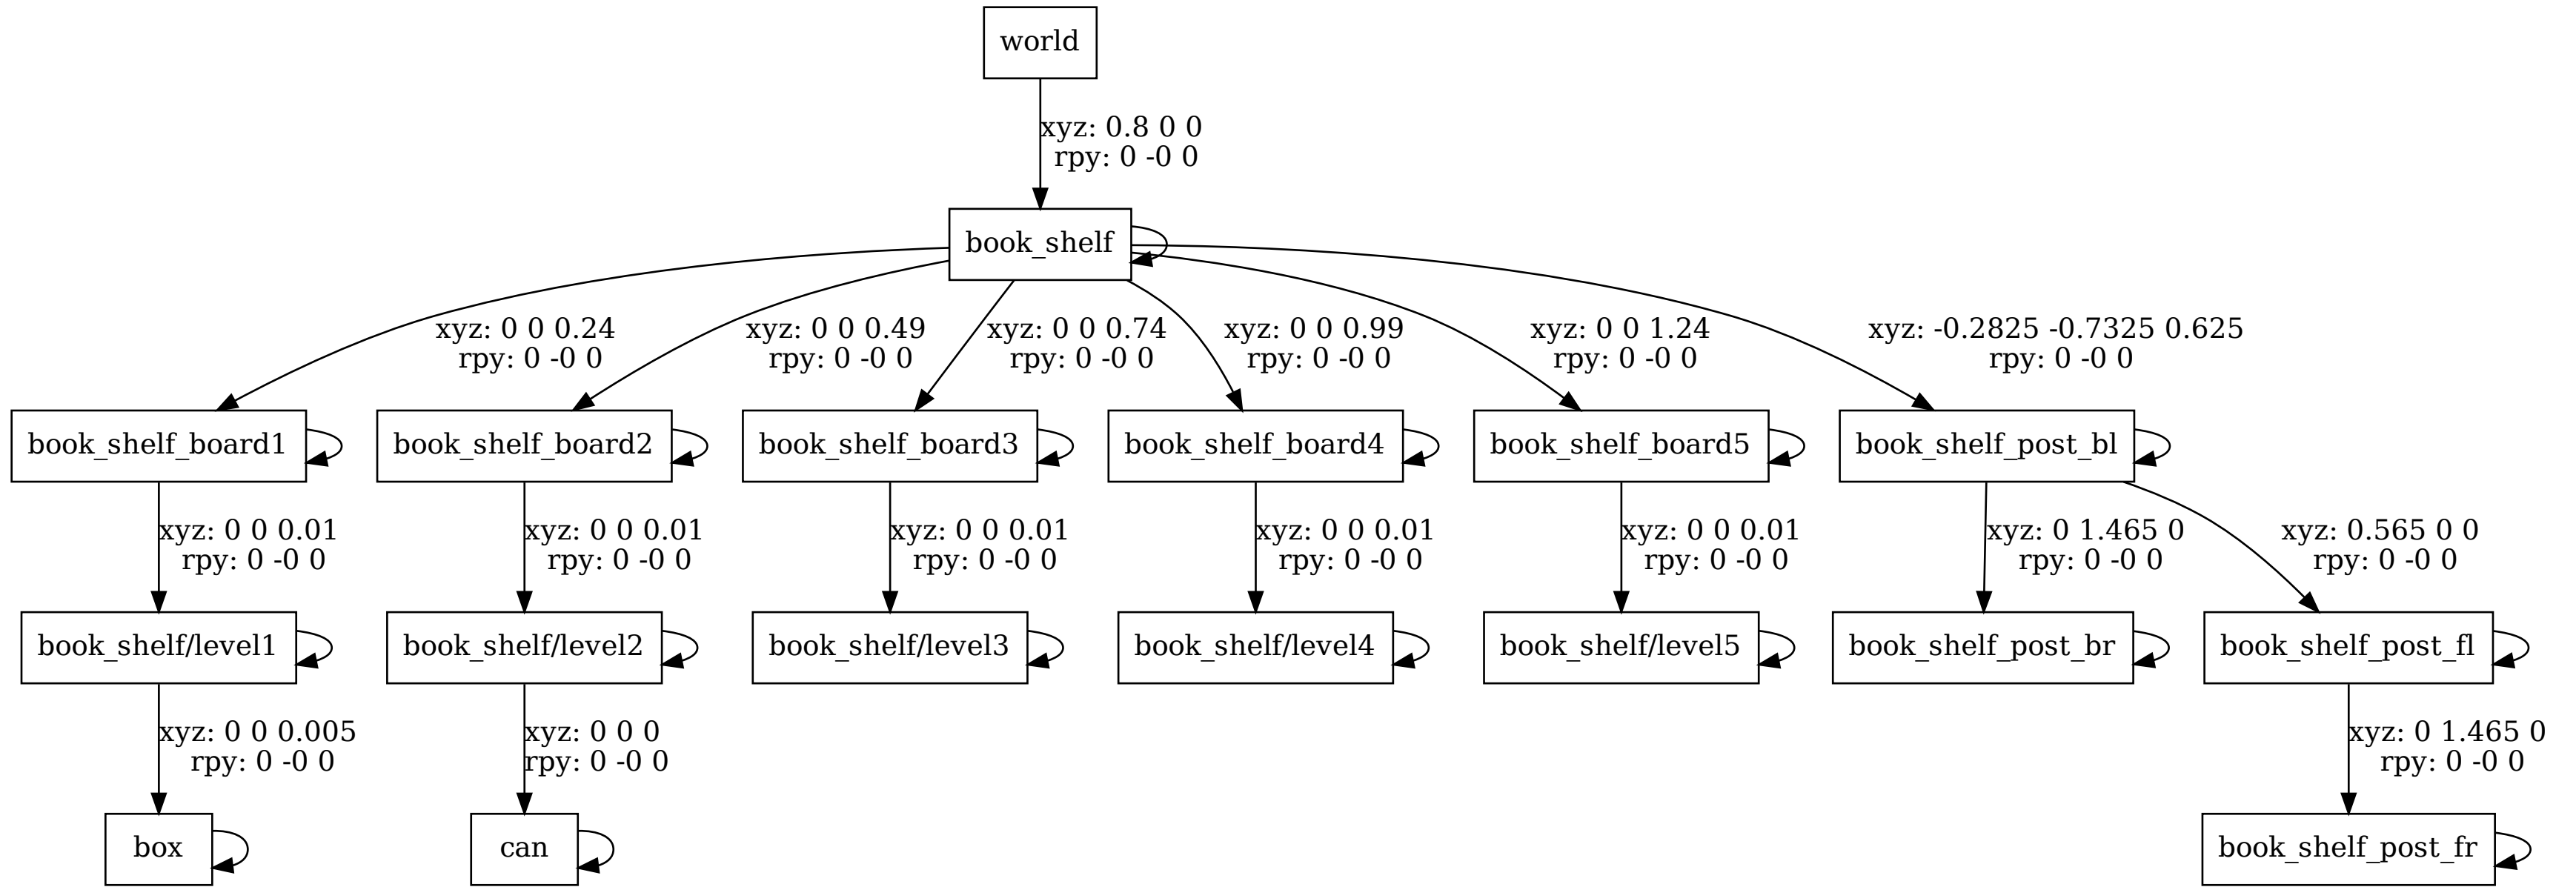 world
xyz: 0.8 0 0
rpy: 0 -0 0
book_shelf
xyz: 0 0 0.24
rpy: 0 -0 0
xyz: 0 0 0.49
rpy: 0 -0 0
xyz: 0 0 0.74
rpy: 0 -0 0
xyz: 0 0 0.99
rpy: 0 -0 0
xyz: 0 0 1.24
rpy: 0 -0 0
xyz: -0.2825 -0.7325 0.625
rpy: 0 -0 0
book_shelf_board1
book_shelf_board2
book_shelf_board3
book_shelf_board4
book_shelf_board5
book_shelf_post_bl
xyz: 0 0 0.01
rpy: 0 -0 0
xyz: 0 0 0.01
rpy: 0 -0 0
xyz: 0 0 0.01
rpy: 0 -0 0
xyz: 0 0 0.01
rpy: 0 -0 0
xyz: 0 0 0.01
rpy: 0 -0 0
xyz: 0 1.465 0
rpy: 0 -0 0
xyz: 0.565 0 0
rpy: 0 -0 0
book_shelf/level1
book_shelf/level2
book_shelf/level3
book_shelf/level4
book_shelf/level5
book_shelf_post_br
book_shelf_post_fl
xyz: 0 0 0.005
rpy: 0 -0 0
xyz: 0 0 0
rpy: 0 -0 0
xyz: 0 1.465 0
rpy: 0 -0 0
box
can
book_shelf_post_fr